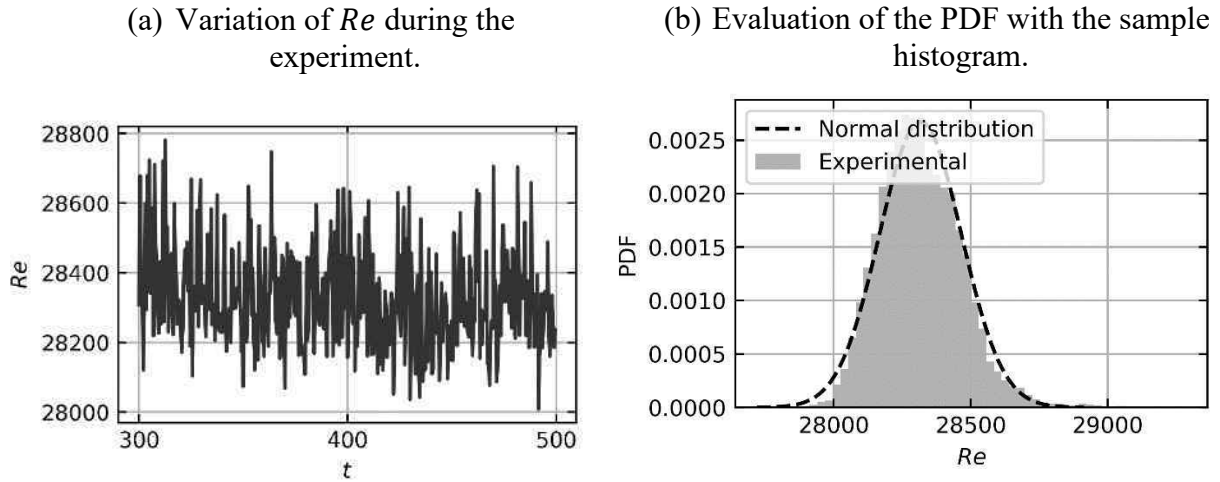 (a) Variation of Re during the
experiment.
(b) Evaluation of the PDF with the sample
histogram.
28800
28600
28400
28200
28000
Re
300
400
500
t
Normal distribution
Experimental
0.0025
0.0020
0.0015
0.0010
0.0005
0.0000
PDF
28000
28500
29000
Re